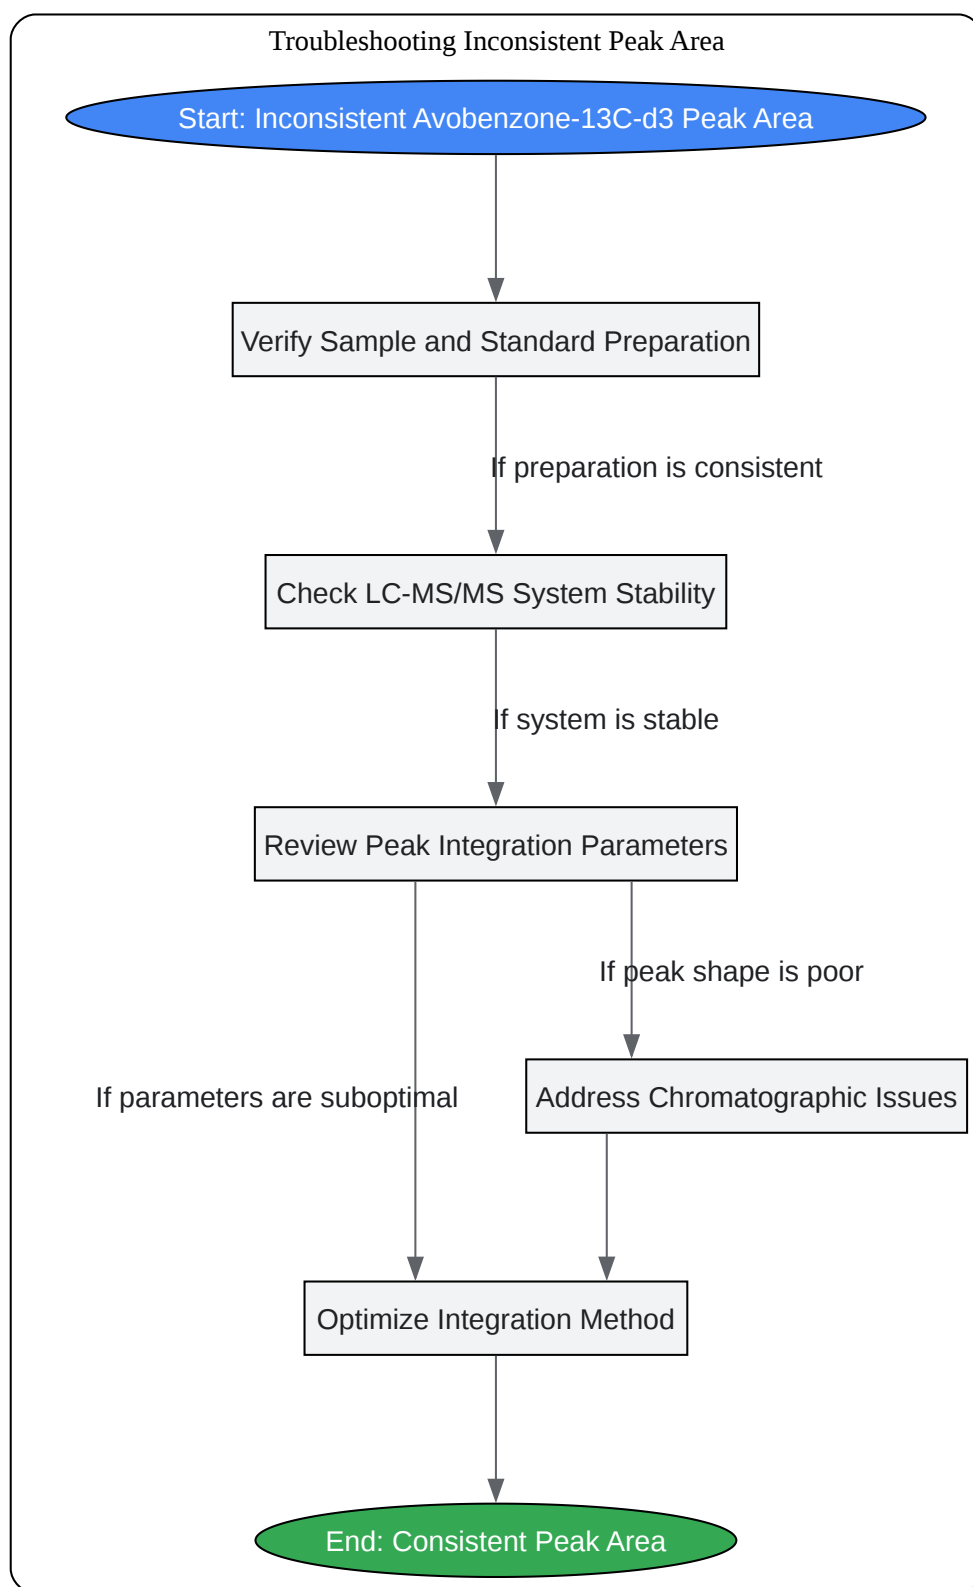 Troubleshooting Inconsistent Peak Area
Start: Inconsistent Avobenzone-13C-d3 Peak Area
Verify Sample and Standard Preparation
If preparation is consistent
Check LC-MS/MS System Stability
If system is stable
Review Peak Integration Parameters
If peak shape is poor
If parameters are suboptimal
Address Chromatographic Issues
Optimize Integration Method
End: Consistent Peak Area